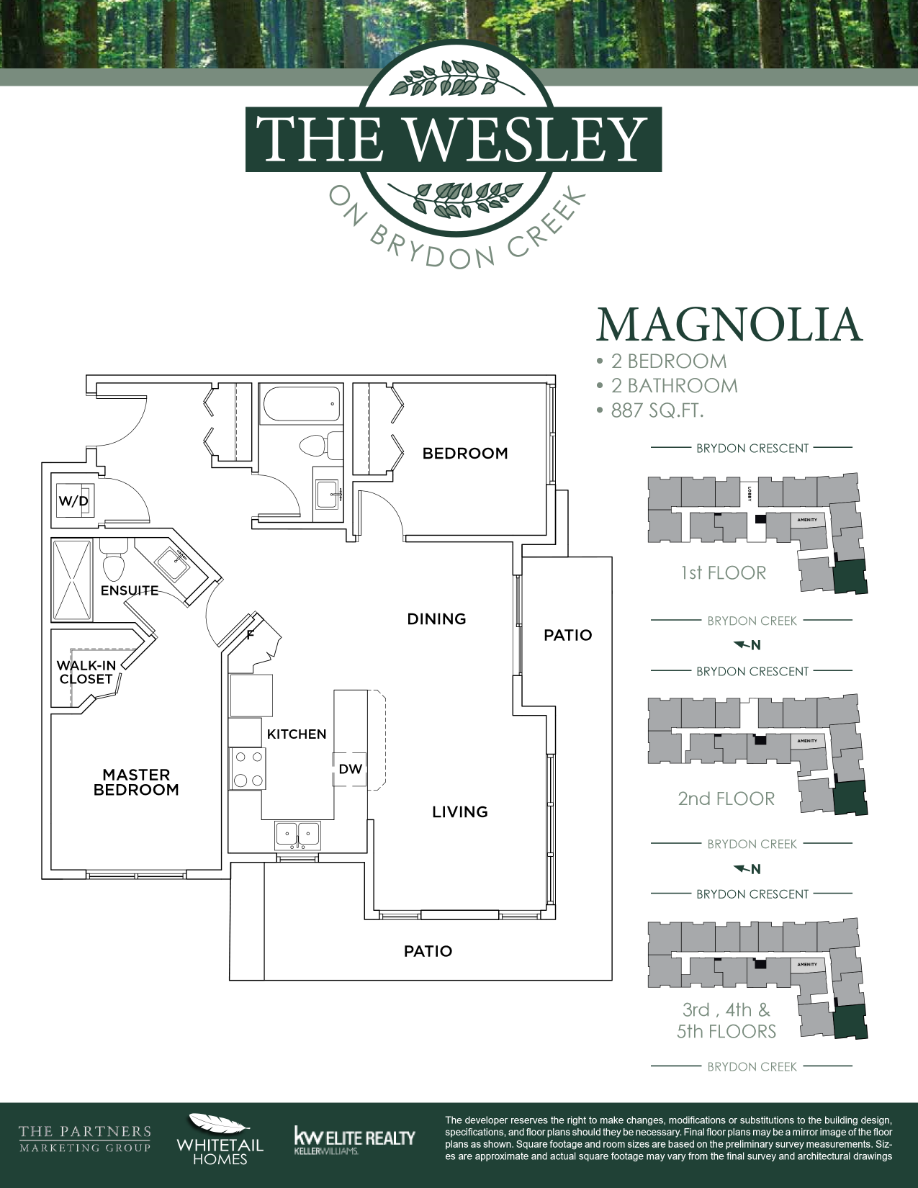 THE WESLEY
ON BRYDON CREEK
MAGNOLIA
• 2 BEDROOM
• 2 BATHROOM
• 887 SQ.FT.
BEDROOM
W/D
ENSUITE
DINING
PATIO
F
WALK-IN
CLOSET
KITCHEN
DW
MASTER
BEDROOM
LIVING
PATIO
BRYDON CRESCENT
LOBBY
AMENITY
1st FLOOR
BRYDON CREEK
N
BRYDON CRESCENT
AMENITY
2nd FLOOR
BRYDON CREEK
N
BRYDON CRESCENT
AMENITY
3rd , 4th &
5th FLOORS
BRYDON CREEK
THE PARTNERS
MARKETING GROUP
WHITETAIL
HOMES
kw ELITE REALTY
KELLERWILLIAMS.
The developer reserves the right to make changes, modifications or substitutions to the building design,
specifications, and floor plans should they be necessary. Final floor plans may be a mirror image of the floor
plans as shown. Square footage and room sizes are based on the preliminary survey measurements. Siz-
es are approximate and actual square footage may vary from the final survey and architectural drawings